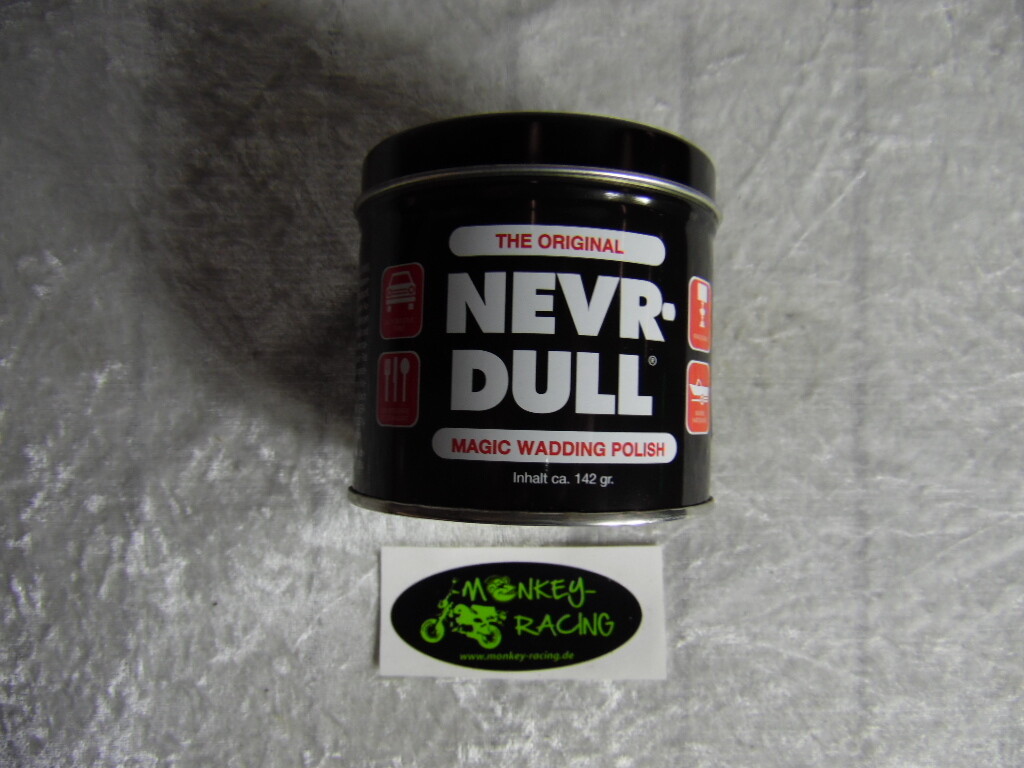 THE ORIGINAL
NEVR-
DULL®
MAGIC WADDING POLISH
Inhalt ca. 142 gr.
MONKEY-
RACING
www.monkey-racing.de